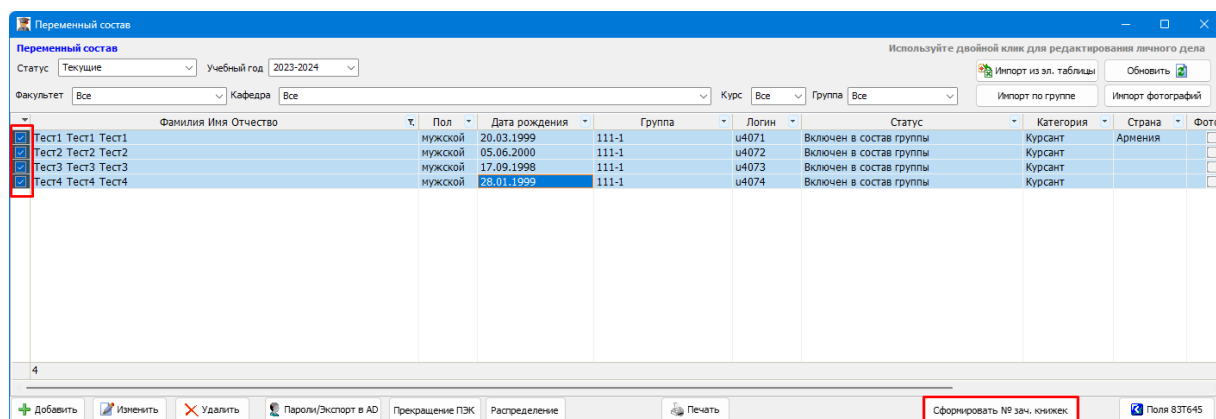 Переменный состав
Переменный состав Используйте двойной клик для редактирования личного дела
Статус Текущие Учебный год 2023-2024 Импорт из эл. таблицы Обновить
Факультет Все Кафедра Все Курс Все Группа Все Импорт по группе Импорт фотографий
Фамилия Имя Отчество Пол Дата рождения Группа Логин Статус Категория Страна Фото
Тест1 Тест1 Тест1 мужской 20.03.1999 111-1 u4071 Включен в состав группы Курсант Армения
Тест2 Тест2 Тест2 мужской 05.06.2000 111-1 u4072 Включен в состав группы Курсант
Тест3 Тест3 Тест3 мужской 17.09.1998 111-1 u4073 Включен в состав группы Курсант
Тест4 Тест4 Тест4 мужской 28.01.1999 111-1 u4074 Включен в состав группы Курсант
4
Добавить Изменить Удалить Пароли/Экспорт в AD Прекращение ПЭК Распределение Печать Сформировать № зач. книжек Поля 83Т645